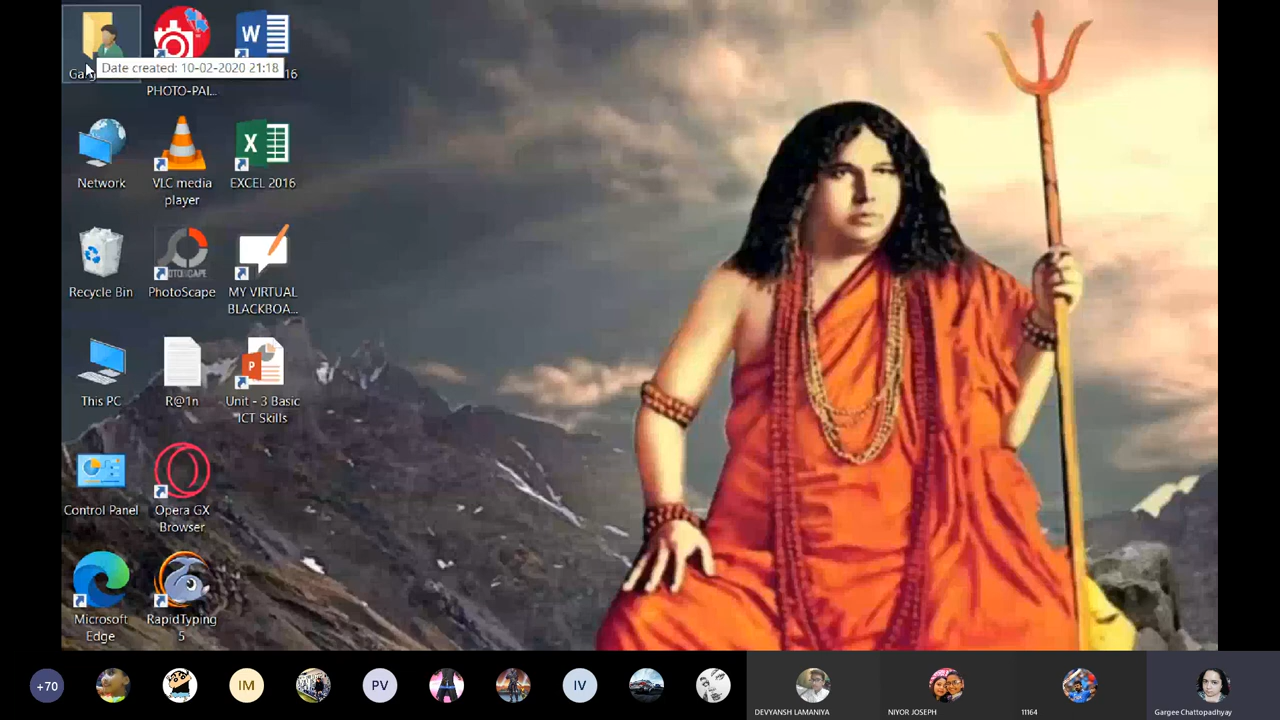 Date created: 10-02-2020 21:18
16
PHOTO-PAI...
Network
VLC media
player
EXCEL 2016
Recycle Bin
PhotoScape
MY VIRTUAL
BLACKBOA...
This PC
R@1n
Unit - 3 Basic
ICT Skills
Control Panel
Opera GX
Browser
Microsoft
Edge
RapidTyping
5
+70
IM
PV
IV
DEVYANSH LAMANIYA
NIYOR JOSEPH
11164
Gargee Chattopadhyay